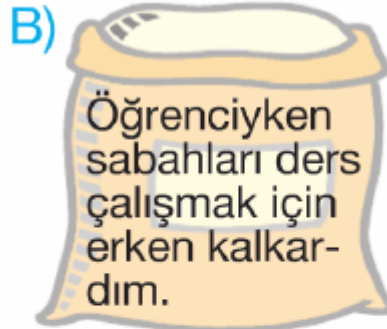 B)
Öğrenciyken
sabahları ders
çalışmak için
erken kalkar-
dım.